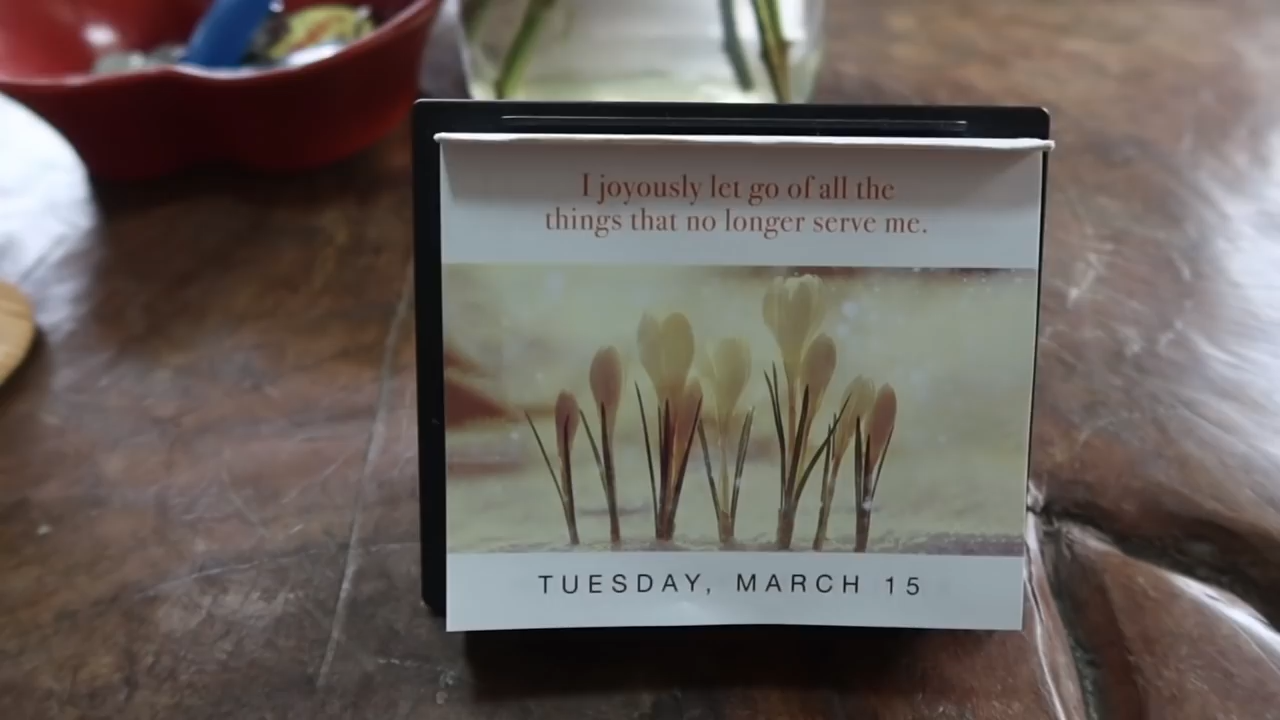 I joyously let go of all the
things that no longer serve me.
TUESDAY, MARCH 15